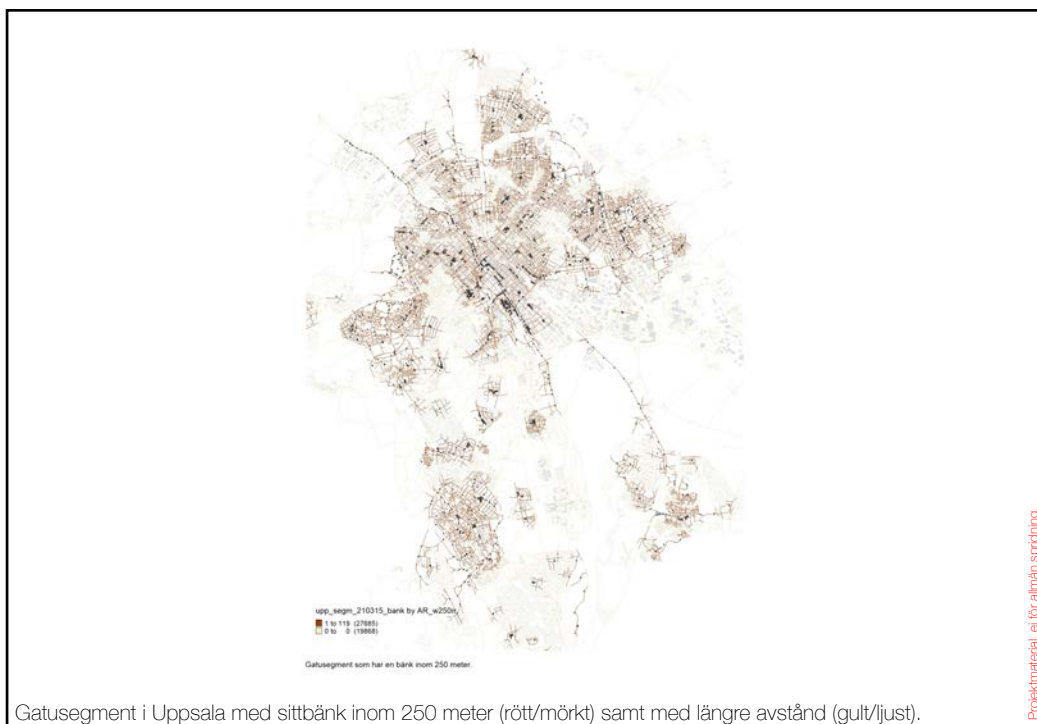 upp_segm_210315_bank by AR_w250m
1 to 119 (27685)
0 to 0 (19868)
Gatusegment som har en bänk inom 250 meter.
Gatusegment i Uppsala med sittbänk inom 250 meter (rött/mörkt) samt med längre avstånd (gult/ljust).
Projektmaterial, ej för allmän spridning.